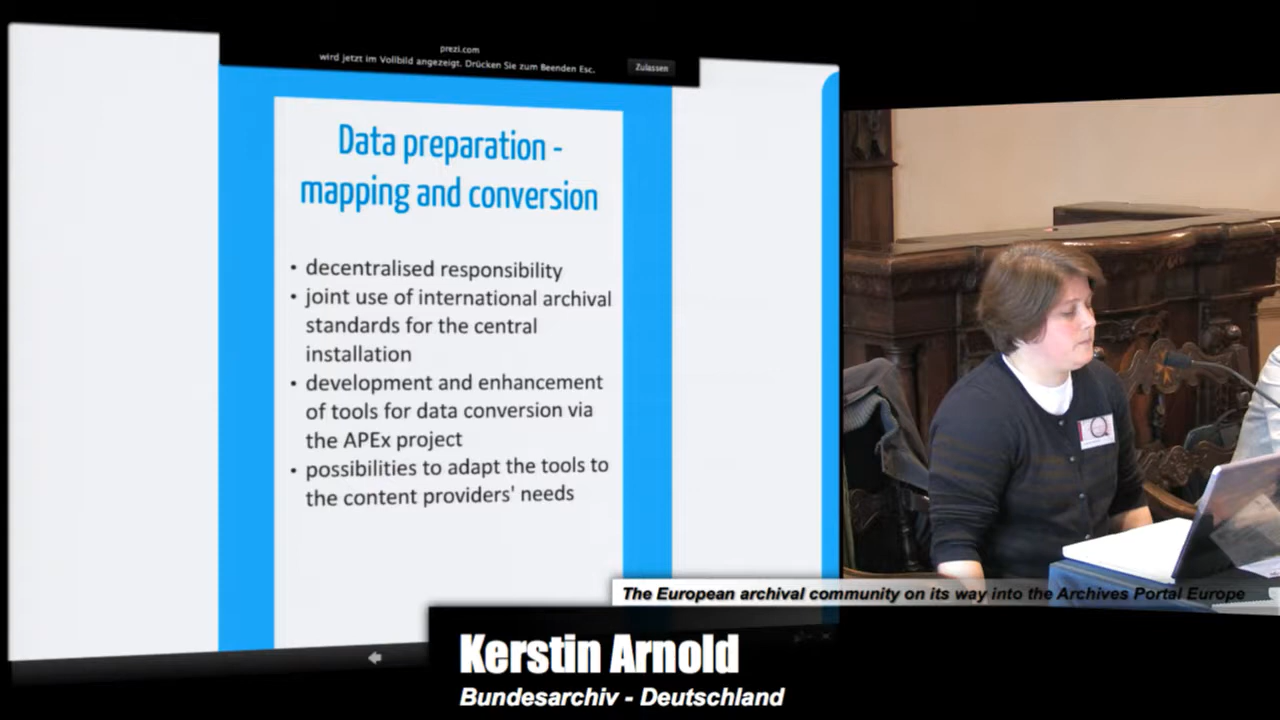 prezi.com
wird jetzt im Vollbild angezeigt. Drücken Sie zum Beenden Esc.
Zulassen
Data preparation -
mapping and conversion
• decentralised responsibility
• joint use of international archival
standards for the central
installation
• development and enhancement
of tools for data conversion via
the APEx project
• possibilities to adapt the tools to
the content providers' needs
The European archival community on its way into the Archives Portal Europe
Kerstin Arnold
Bundesarchiv - Deutschland